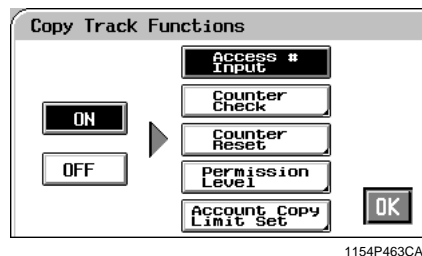 Copy Track Functions
ON
OFF
Access #
Input
Counter
Check
Counter
Reset
Permission
Level
Account Copy
Limit Set
OK
1154P463CA